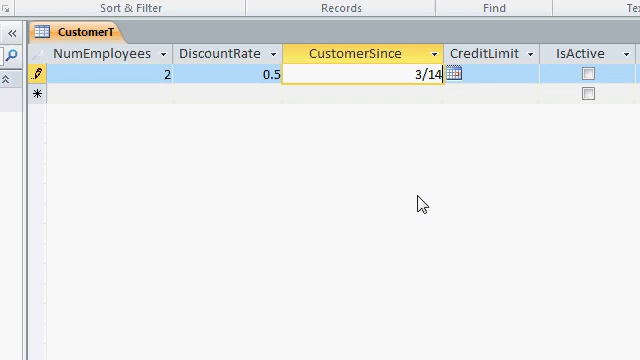 Sort & Filter
Records
Find
CustomerT
NumEmployees
DiscountRate
CustomerSince
CreditLimit
IsActive
2
0.5
3/14